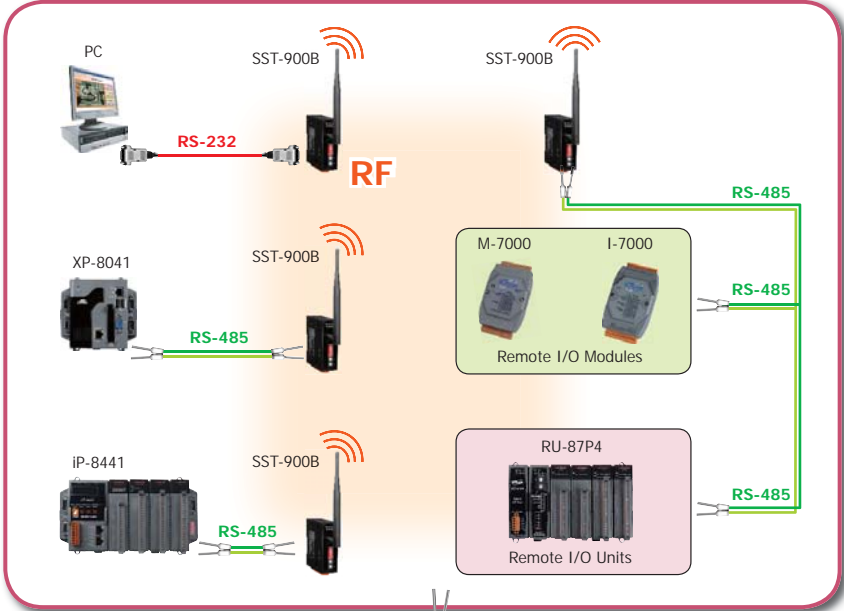 PC
SST-900B
SST-900B
RS-232
RF
RS-485
XP-8041
SST-900B
RS-485
M-7000
I-7000
RS-485
Remote I/O Modules
iP-8441
SST-900B
RS-485
RU-87P4
RS-485
Remote I/O Units